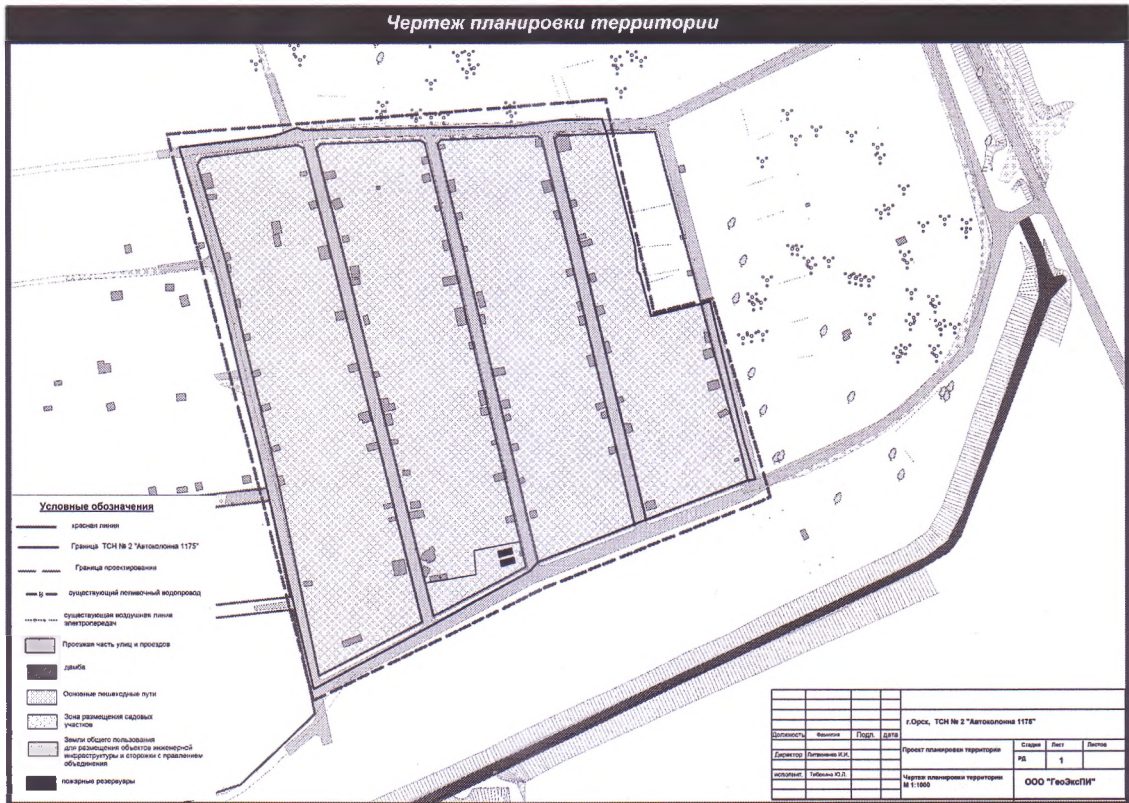 Чертеж планировки территории
Условные обозначения
красная линия
Граница ТСН № 2 "Автоколонна 1175"
Граница проектирования
существующий поливочный водопровод
существующая воздушная линия
электропередач
Проезжая часть улиц и проездов
дамба
Основные пешеходные пути
Зона размещения садовых
участков
Земли общего пользования
для размещения объектов инженерной
инфраструктуры и сторожки с правлением
объединения
пожарные резервуары
г.Орск, ТСН № 2 "Автоколонна 1175"
Должность Фамилия Подп. дата
Директор Литвиненко И.И.
Проект планировки территории
Стадия Лист Листов
РД 1
исполнит. Ю.Л.
Чертеж планировки территории
М 1:1000
ООО "ГеоЭксПИ"